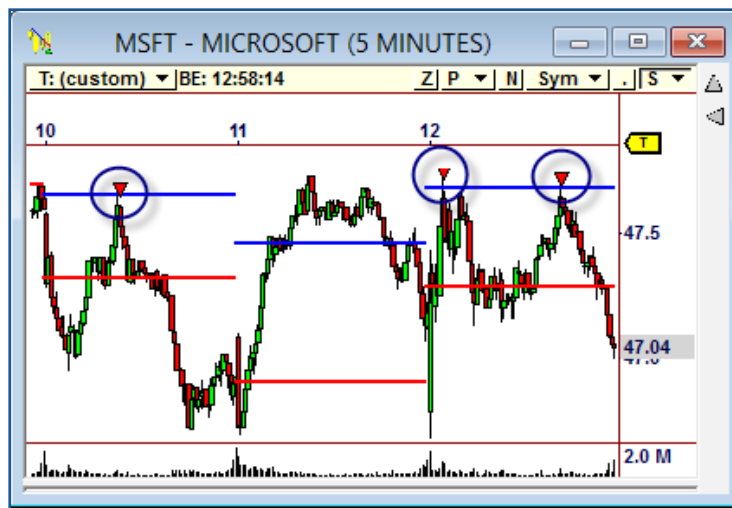 MSFT - MICROSOFT (5 MINUTES)
T: (custom) BE: 12:58:14 Z P N Sym . S
10 11 12
T
47.5
47.04
2.0 M